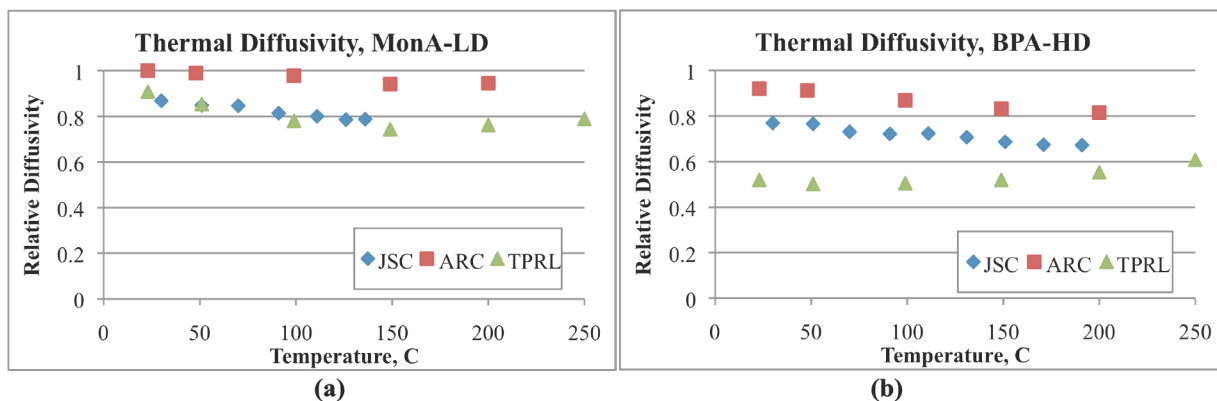 Thermal Diffusivity, MonA-LD
Relative Diffusivity
1
0.8
0.6
0.4
0.2
0
JSC ARC TPRL
0 50 100 150 200 250
Temperature, C
(a)
Thermal Diffusivity, BPA-HD
Relative Diffusivity
1
0.8
0.6
0.4
0.2
0
JSC ARC TPRL
0 50 100 150 200 250
Temperature, C
(b)